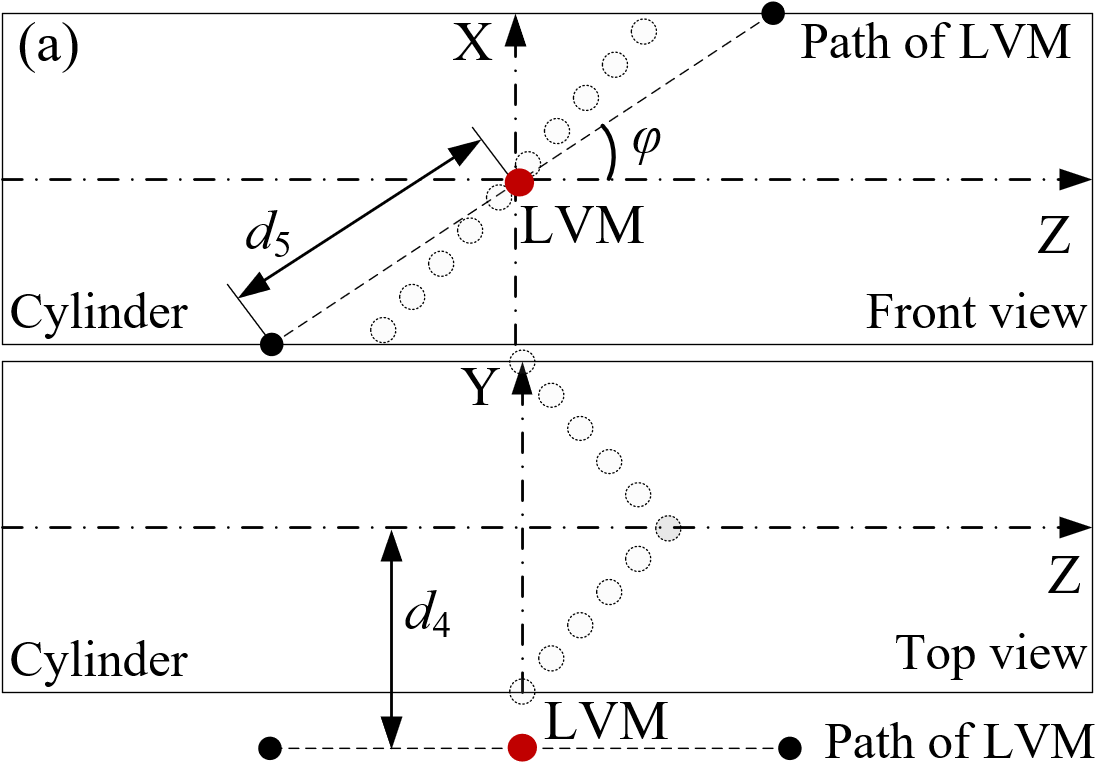 (a)
X
Path of LVM
φ
d5
LVM
Z
Cylinder
Front view
Y
Z
d4
Cylinder
Top view
LVM
Path of LVM